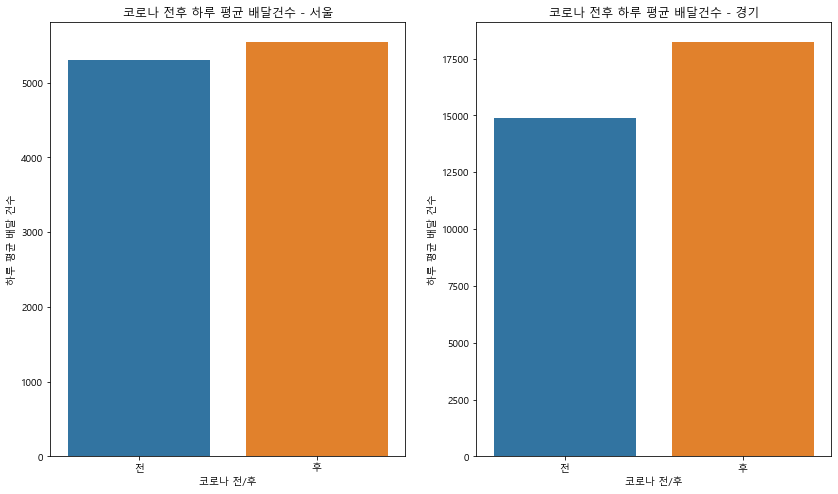 코로나 전후 하루 평균 배달건수 - 서울
하루 평균 배달 건수
5000
4000
3000
2000
1000
0
전
후
코로나 전/후
코로나 전후 하루 평균 배달건수 - 경기
하루 평균 배달 건수
17500
15000
12500
10000
7500
5000
2500
0
전
후
코로나 전/후